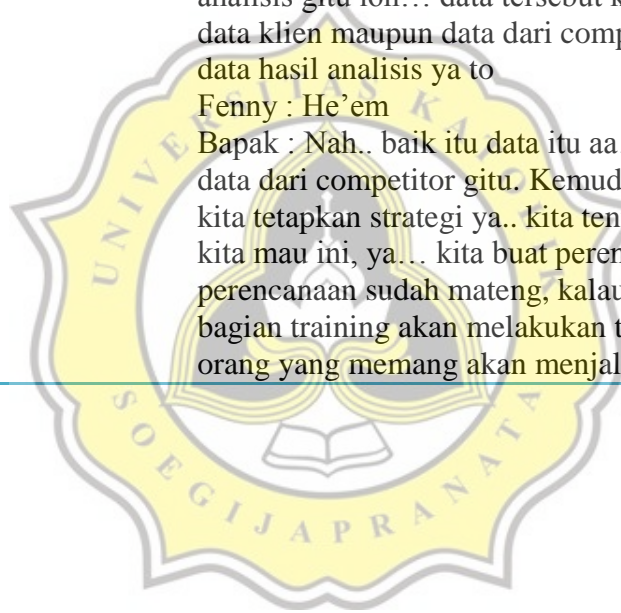 analisis gitu loh… data tersebut k
data klien maupun data dari comp
data hasil analisis ya to
Fenny : He’em
Bapak : Nah.. baik itu data itu aa
data dari competitor gitu. Kemud
kita tetapkan strategi ya.. kita ten
kita mau ini, ya… kita buat peren
perencanaan sudah mateng, kalau
bagian training akan melakukan t
orang yang memang akan menjal
UNIVERSITAS KATOLIK
SOEGIJAPRANATA